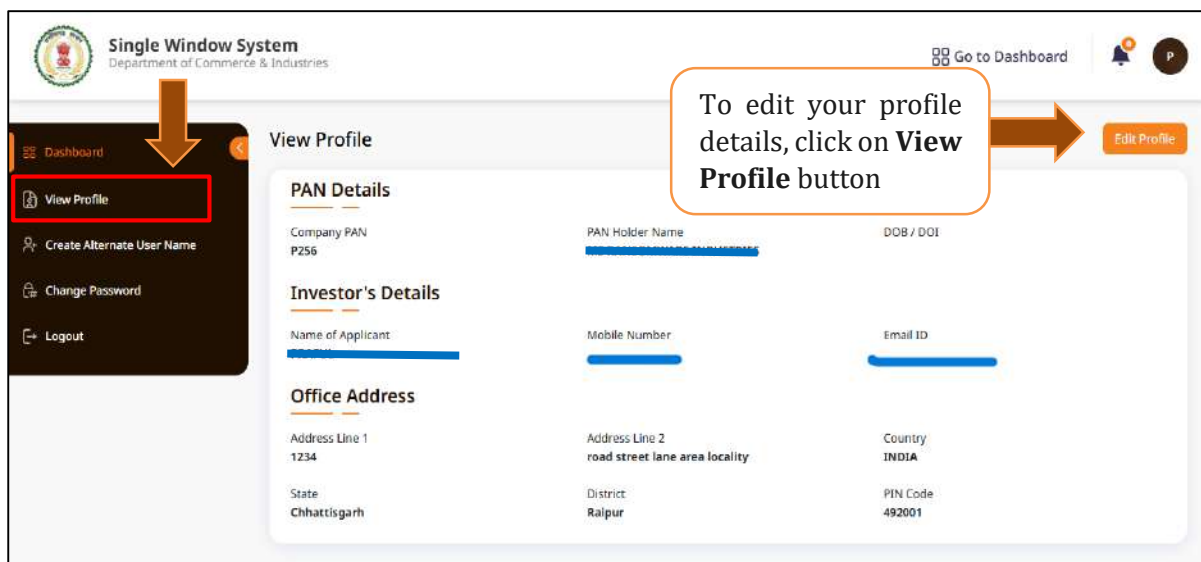 Single Window System
Department of Commerce & Industries
Go to Dashboard
P
To edit your profile
details, click on View
Profile button
Dashboard
View Profile
Create Alternate User Name
Change Password
Logout
View Profile
Edit Profile
PAN Details
Company PAN
PAN Holder Name
DOB / DOI
P256
Investor's Details
Name of Applicant
Mobile Number
Email ID
Office Address
Address Line 1
Address Line 2
Country
1234
road street lane area locality
INDIA
State
District
PIN Code
Chhattisgarh
Raipur
492001